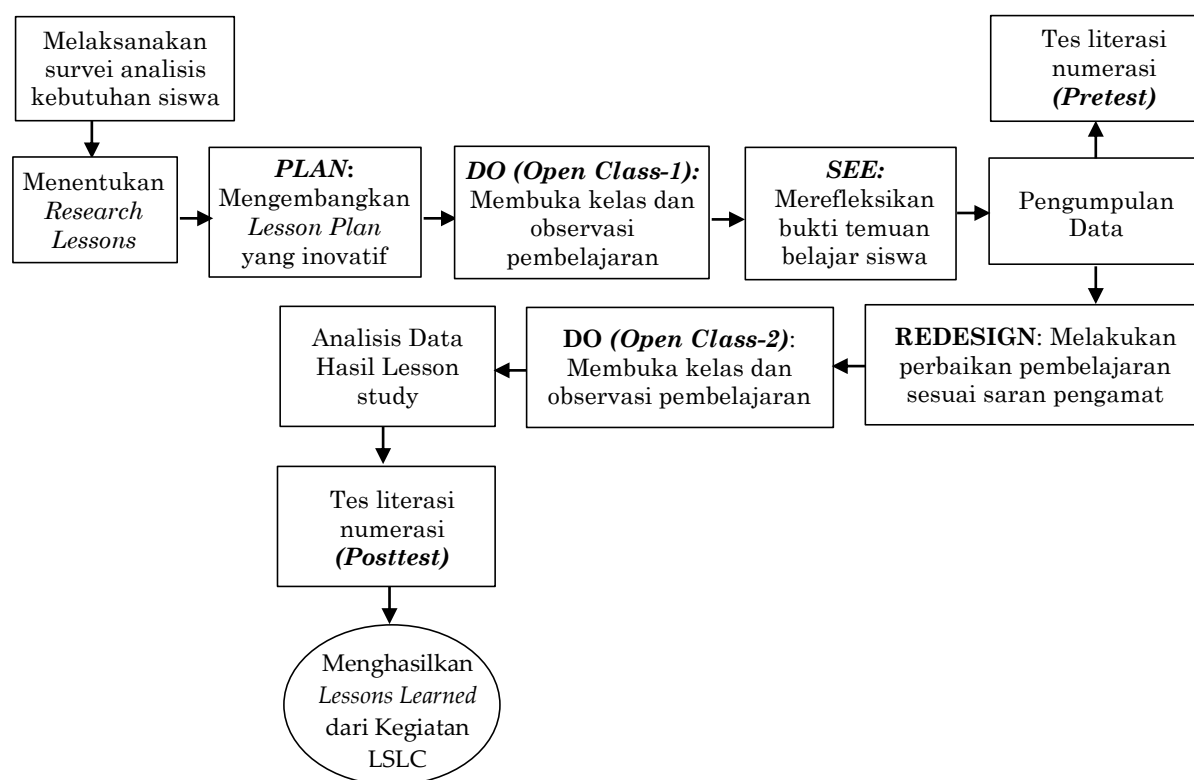 Melaksanakan
survei analisis
kebutuhan siswa
Tes literasi
numerasi
(Pretest)
Menentukan
Research
Lessons
PLAN:
Mengembangkan
Lesson Plan
yang inovatif
DO (Open Class-1):
Membuka kelas dan
observasi
pembelajaran
SEE:
Merefleksikan
bukti temuan
belajar siswa
Pengumpulan
Data
REDESIGN: Melakukan
perbaikan pembelajaran
sesuai saran pengamat
DO (Open Class-2):
Membuka kelas dan
observasi pembelajaran
Analisis Data
Hasil Lesson
study
Tes literasi
numerasi
(Posttest)
Menghasilkan
Lessons Learned
dari Kegiatan
LSLC